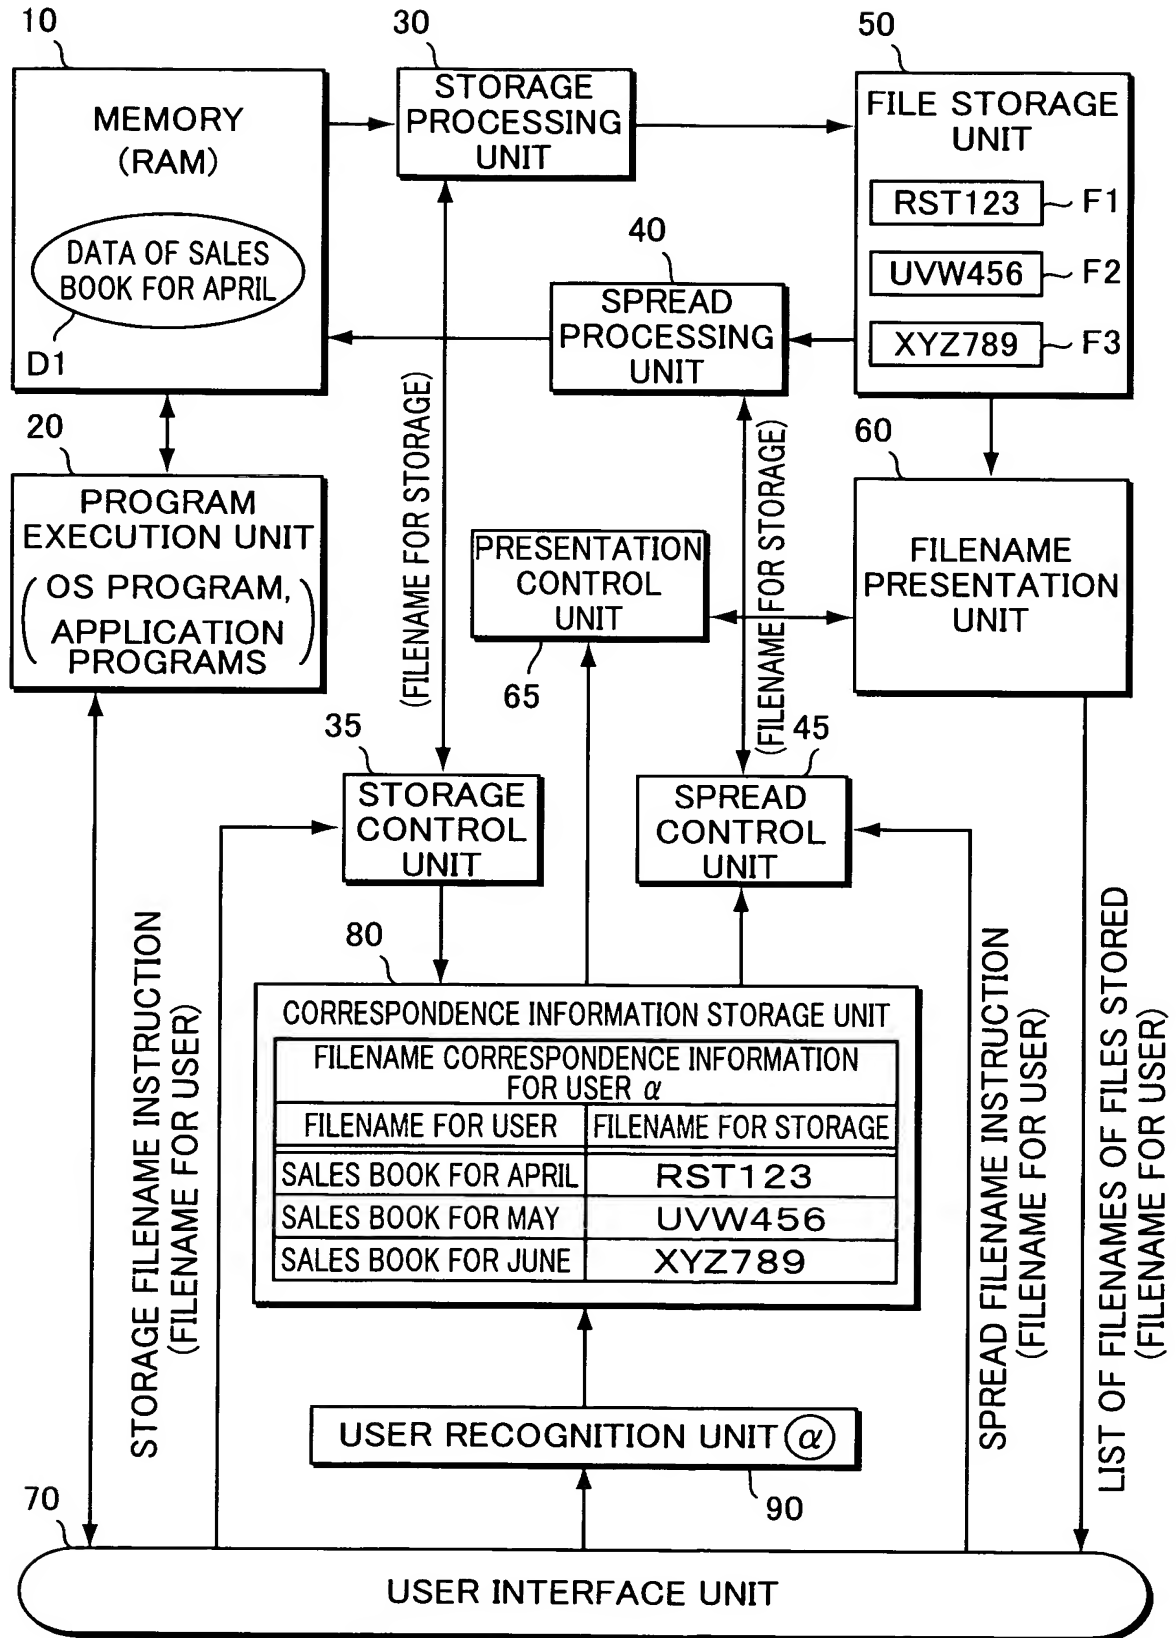 10
30
50
MEMORY
(RAM)
DATA OF SALES
BOOK FOR APRIL
D1
STORAGE
PROCESSING
UNIT
FILE STORAGE
UNIT
RST123
F1
UVW456
F2
XYZ789
F3
40
SPREAD
PROCESSING
UNIT
20
PROGRAM
EXECUTION UNIT
(OS PROGRAM,
APPLICATION
PROGRAMS)
(FILENAME FOR STORAGE)
(FILENAME FOR STORAGE)
60
FILENAME
PRESENTATION
UNIT
PRESENTATION
CONTROL
UNIT
65
35
STORAGE
CONTROL
UNIT
45
SPREAD
CONTROL
UNIT
STORAGE FILENAME INSTRUCTION
(FILENAME FOR USER)
80
CORRESPONDENCE INFORMATION STORAGE UNIT
FILENAME CORRESPONDENCE INFORMATION
FOR USER α
FILENAME FOR USER
FILENAME FOR STORAGE
SALES BOOK FOR APRIL
RST123
SALES BOOK FOR MAY
UVW456
SALES BOOK FOR JUNE
XYZ789
SPREAD FILENAME INSTRUCTION
(FILENAME FOR USER)
LIST OF FILENAMES OF FILES STORED
(FILENAME FOR USER)
USER RECOGNITION UNIT α
90
70
USER INTERFACE UNIT